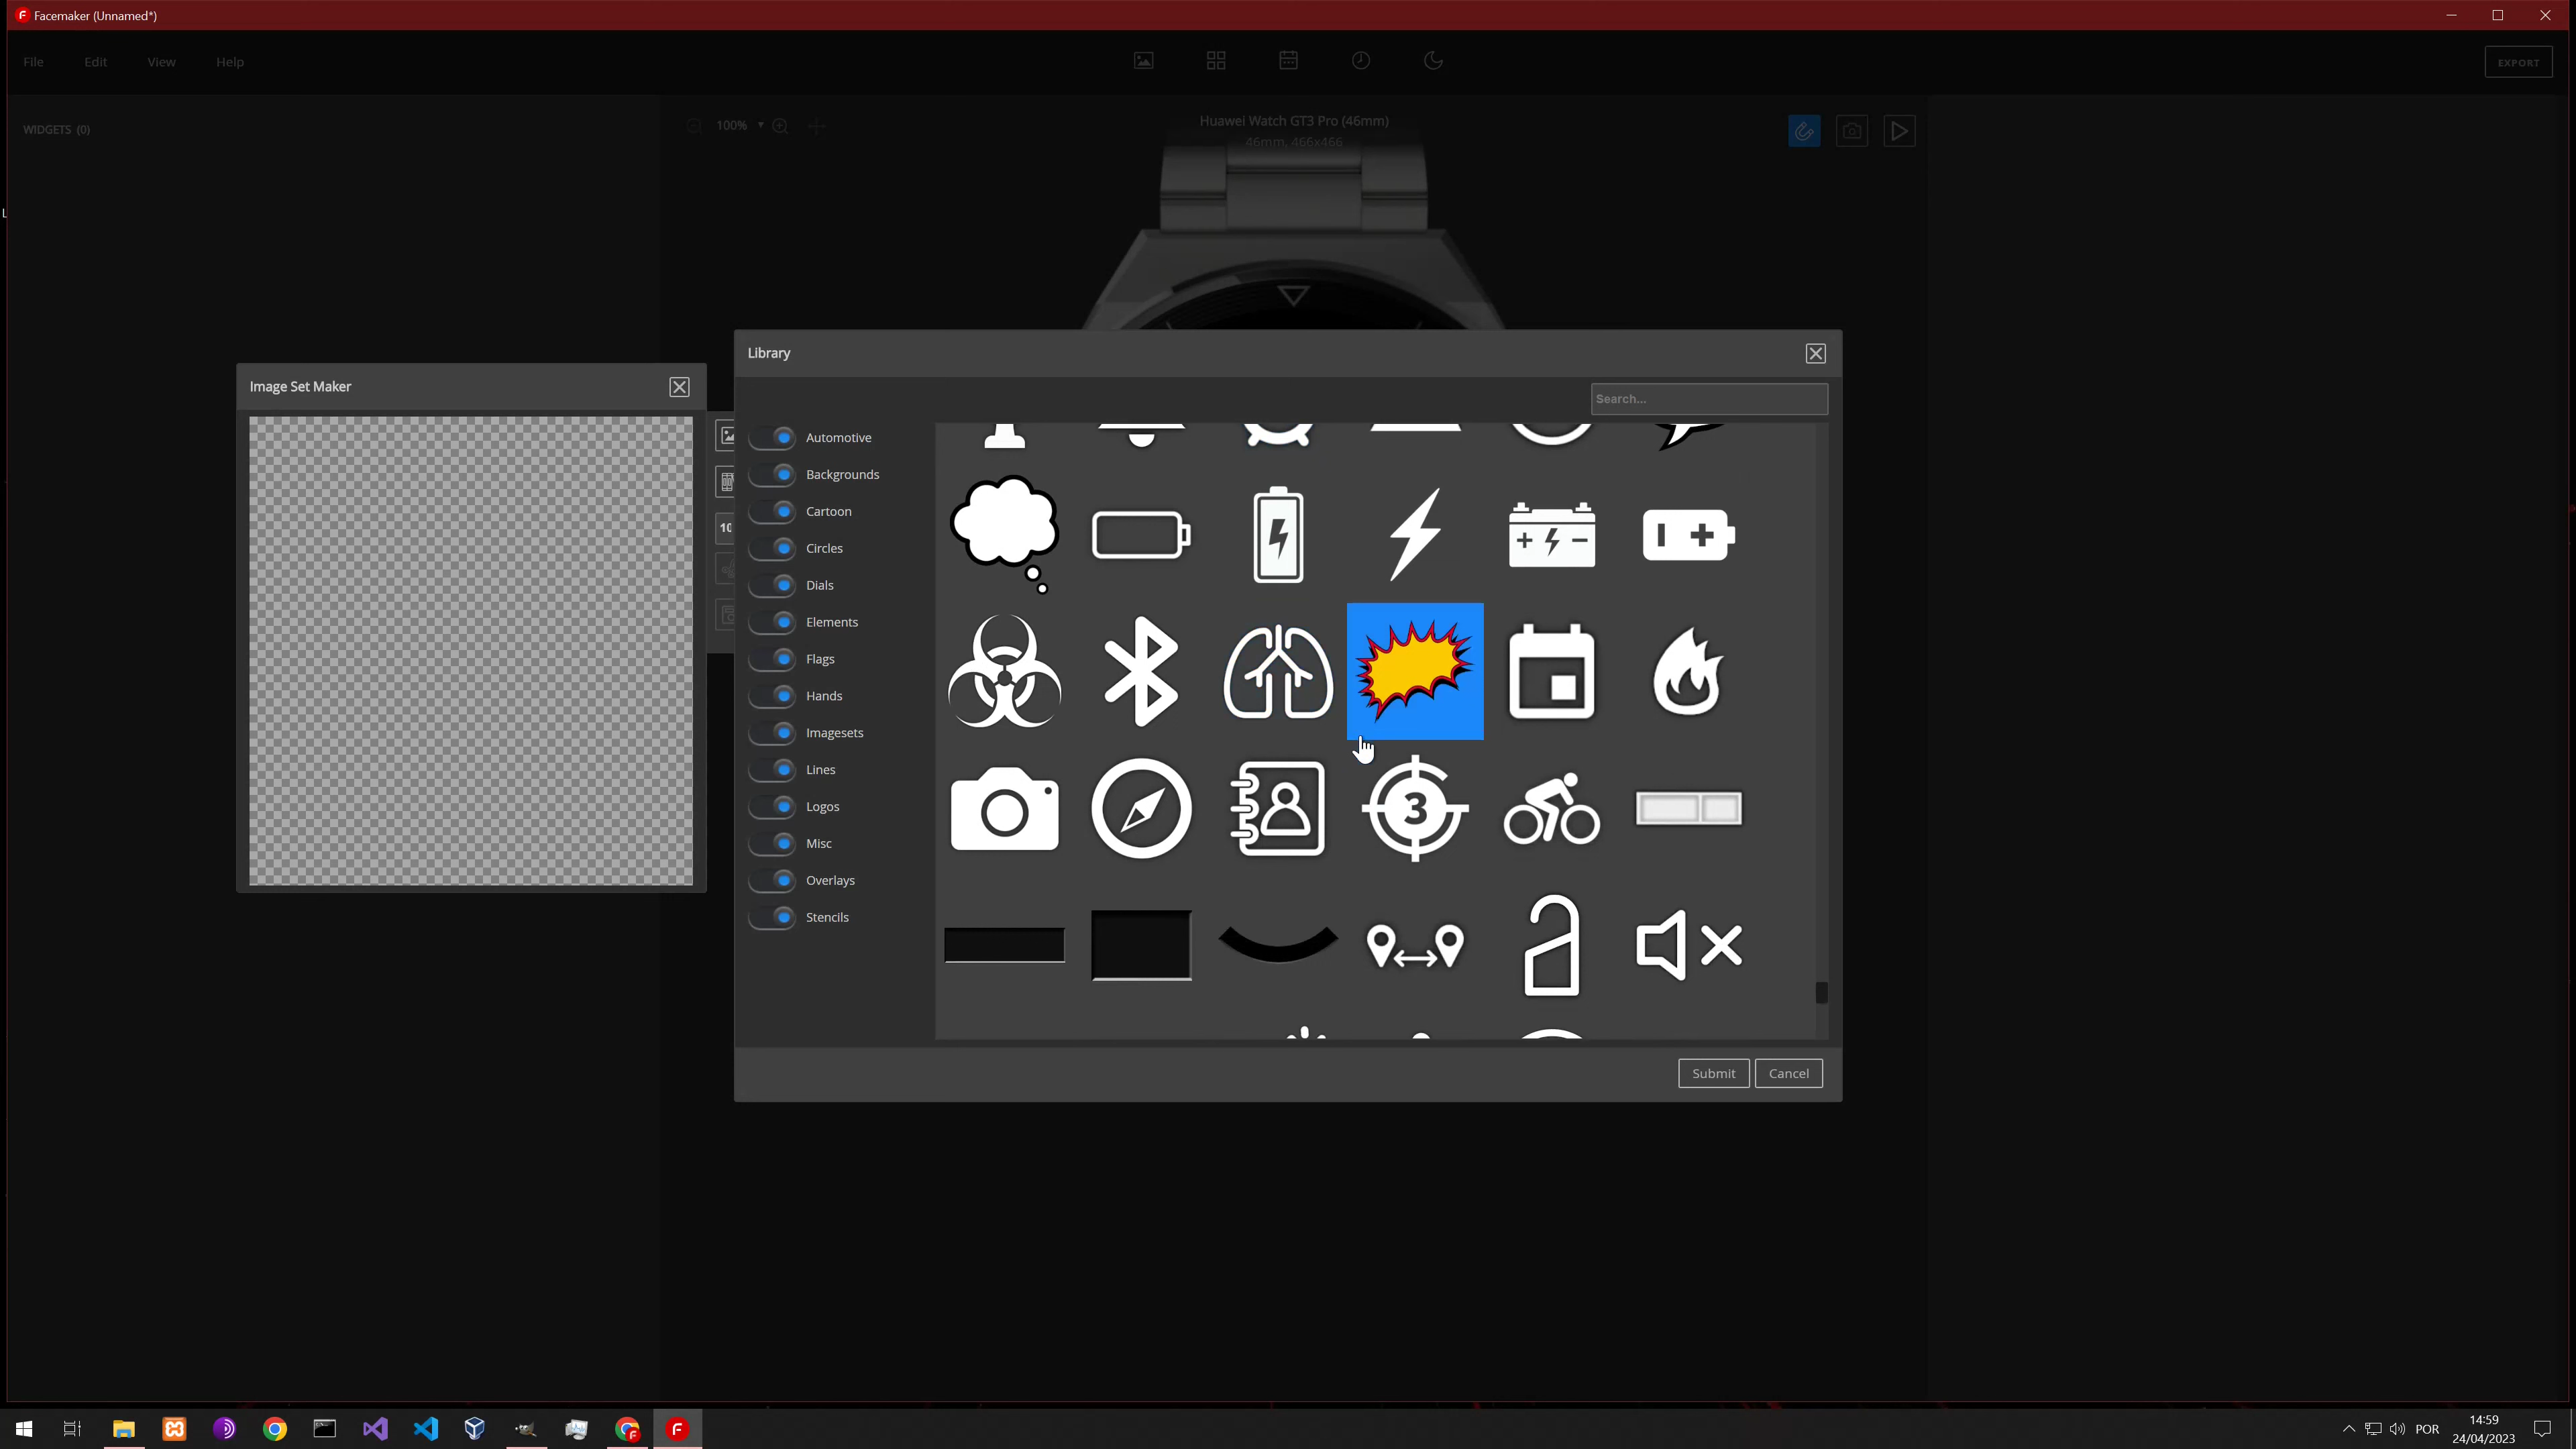 Facemaker (Unnamed*)
File Edit View Help
EXPORT
WIDGETS (0)
100%
Huawei Watch GT3 Pro (46mm)
46mm, 466x466
Library
Image Set Maker
Search...
Automotive
Backgrounds
Cartoon
Circles
Dials
Elements
Flags
Hands
Imagesets
Lines
Logos
Misc
Overlays
Stencils
3
Submit Cancel
POR
14:59
24/04/2023